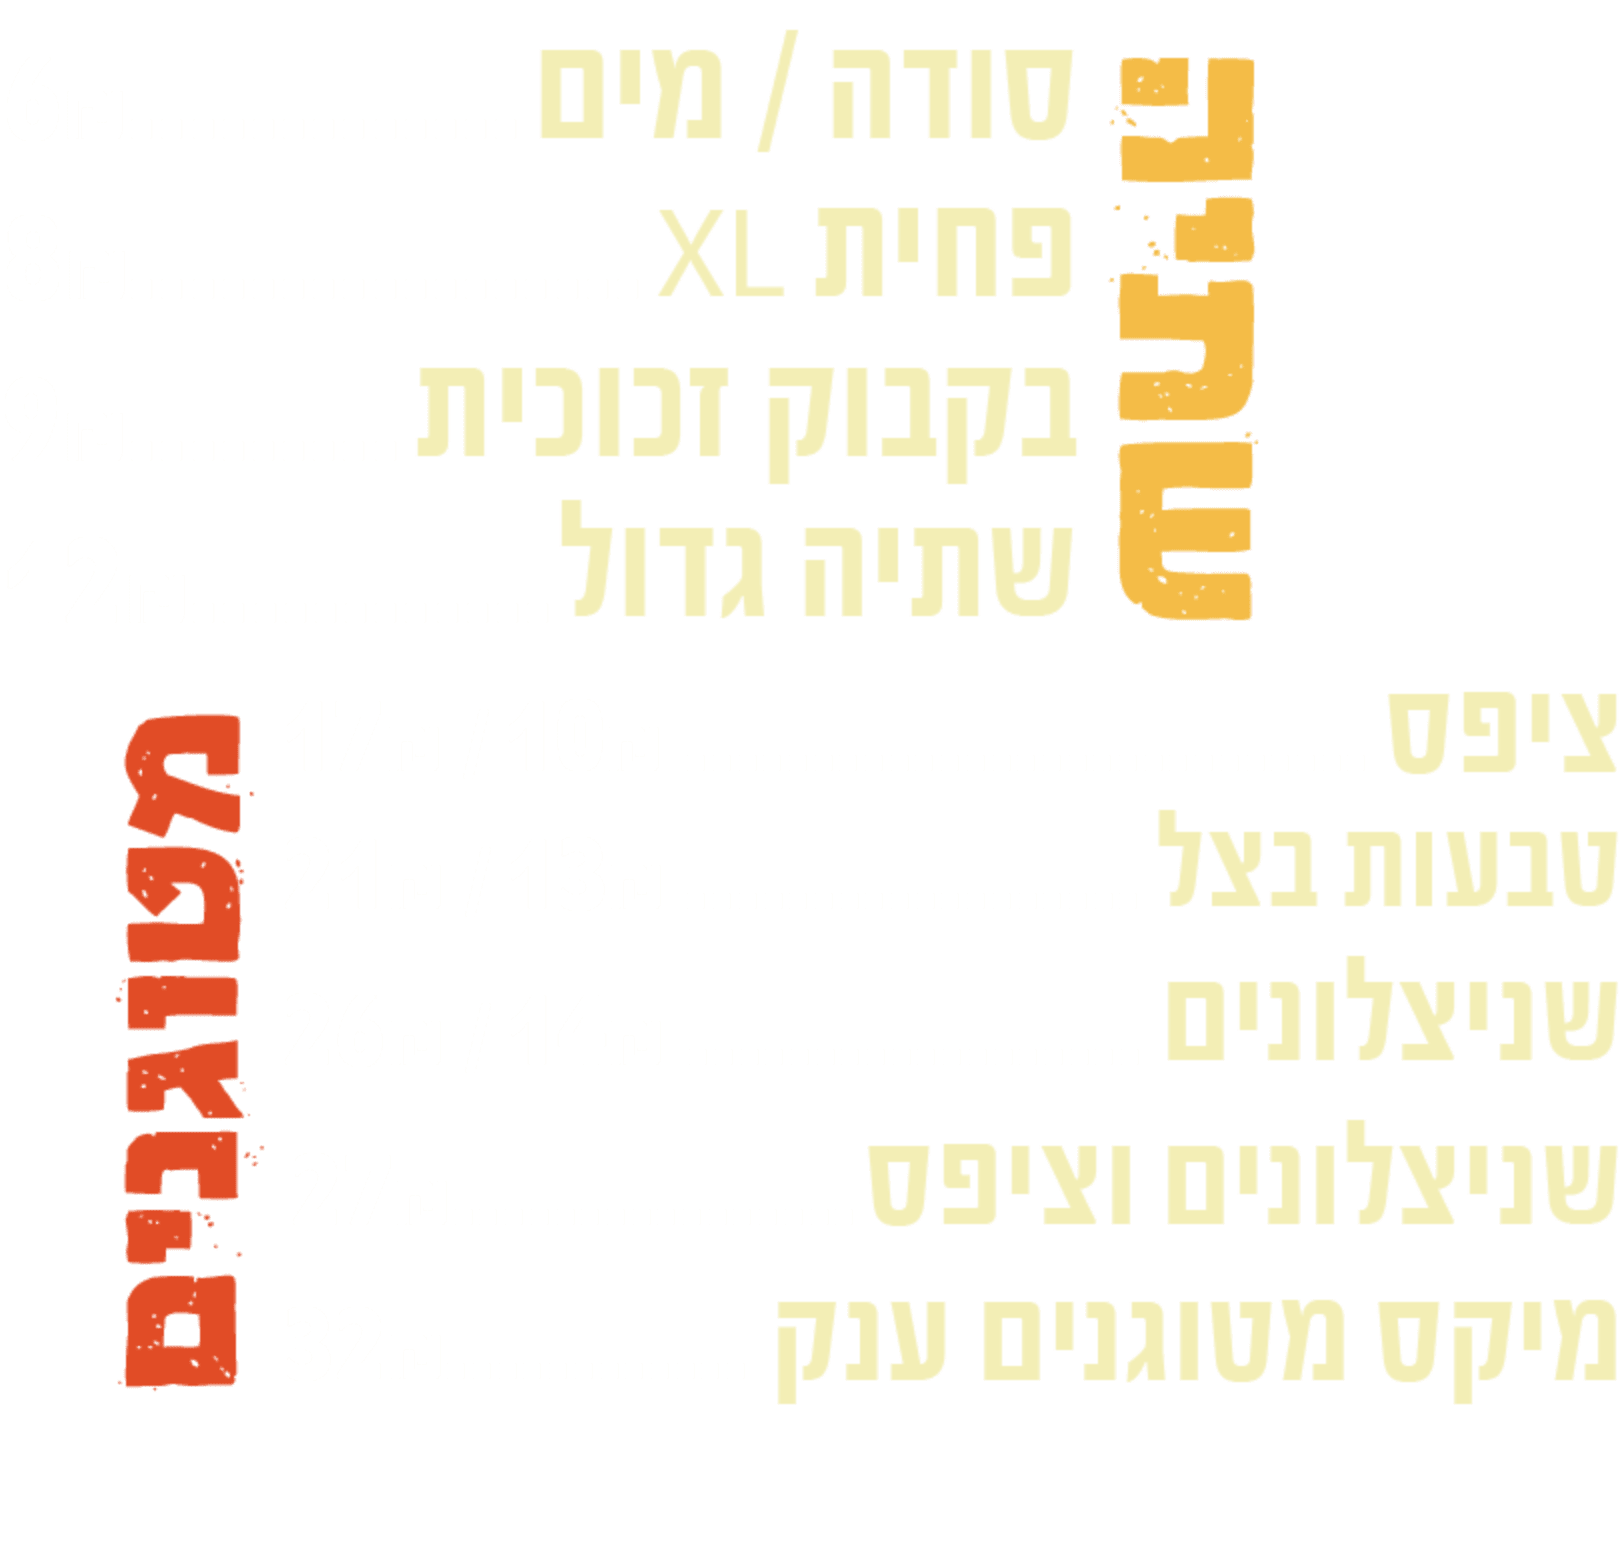 שתיה
סודה / מים
פחית XL
בקבוק זכוכית
שתיה גדול
מטוגנים
ציפס
טבעות בצל
שניצלונים
שניצלונים וציפס
מיקס מטוגנים ענק